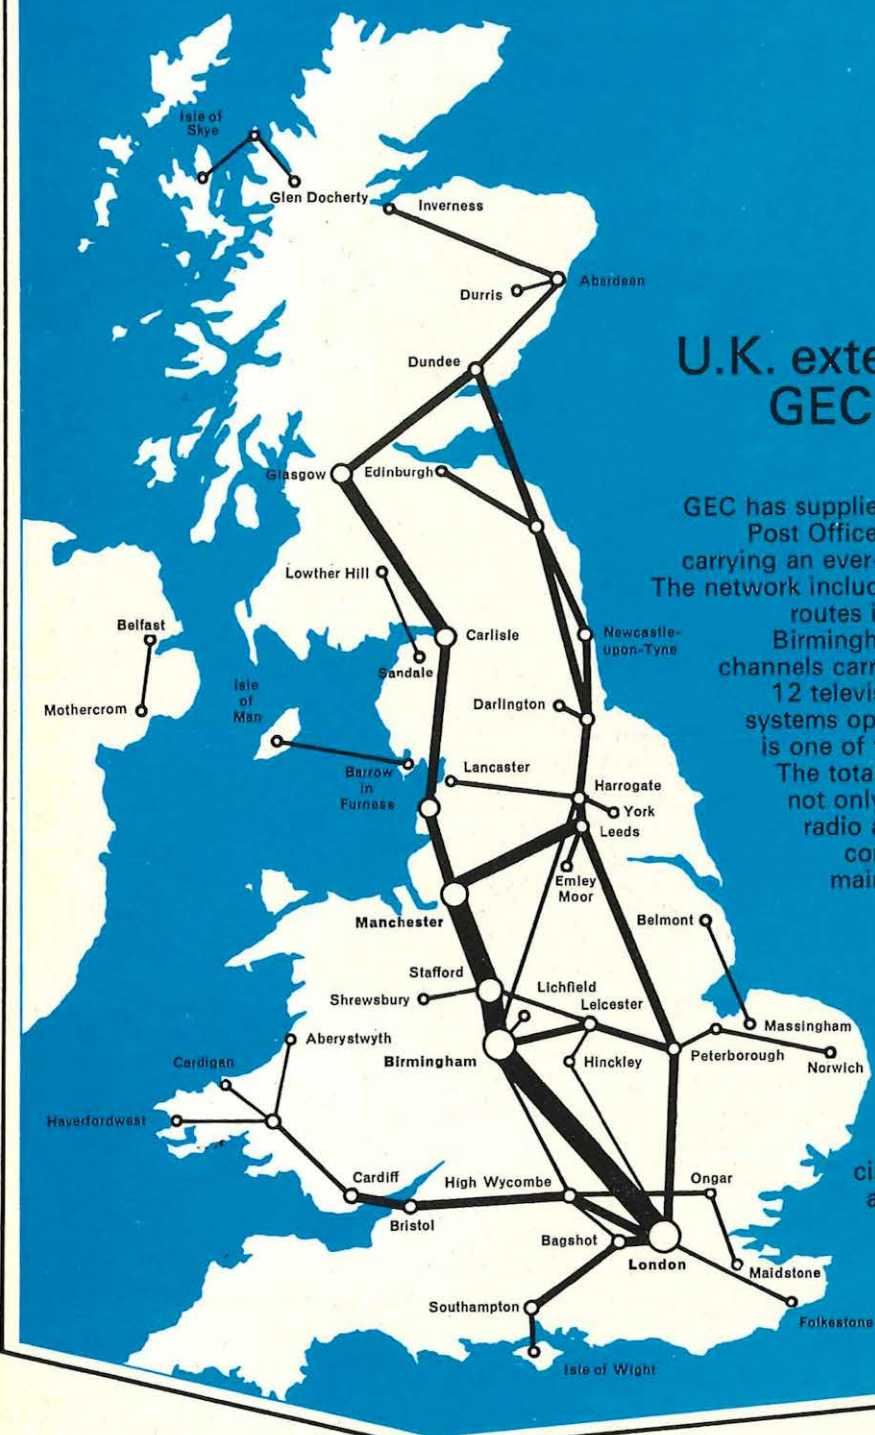 Isle of
Skye
Glen Docherty
Inverness
Aberdeen
Durris
Dundee
U.K. exte
GEC
Glasgow
Edinburgh
GEC has supplie
Post Office
carrying an ever-
The network includ
routes i
Birmingh
channels carr
12 televis
systems op
is one of
The total
not only
radio a
co
mai
Lowther Hill
Belfast
Carlisle
Newcastle-
upon-Tyne
Sandale
Isle
of
Man
Mothercrom
Darlington
Lancaster
Barrow
in
Furness
Harrogate
York
Leeds
Emley
Moor
Manchester
Belmont
Stafford
Lichfield
Shrewsbury
Leicester
Massingham
Aberystwyth
Birmingham
Hinckley
Peterborough
Norwich
Cardigan
Haverfordwest
Cardiff
High Wycombe
Ongar
ci
a
Bristol
Bagshot
London
Maidstone
Southampton
Folkestone
Isle of Wight